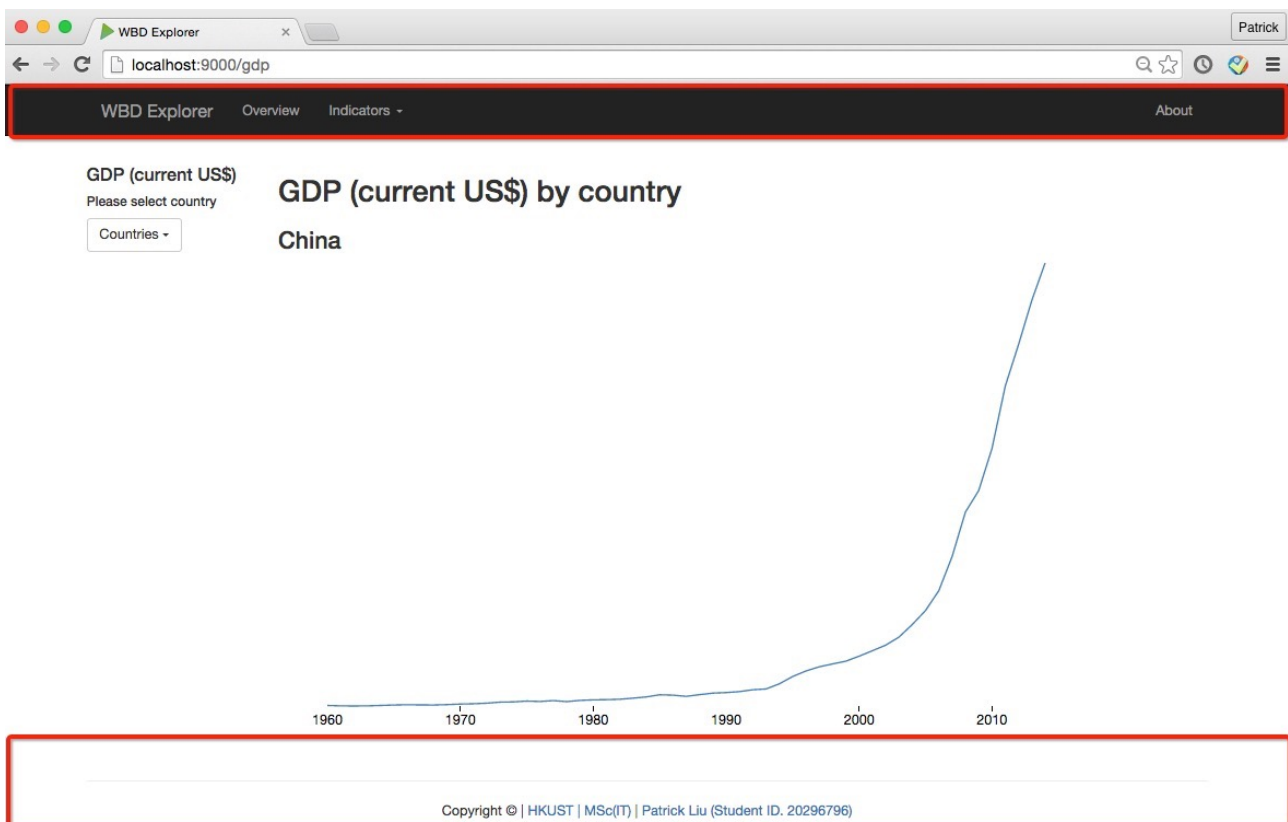 WBD Explorer
Patrick
localhost:9000/gdp
WBD Explorer Overview Indicators About
GDP (current US$)
Please select country
Countries
GDP (current US$) by country
China
1960 1970 1980 1990 2000 2010
Copyright © | HKUST | MSc(IT) | Patrick Liu (Student ID. 20296796)